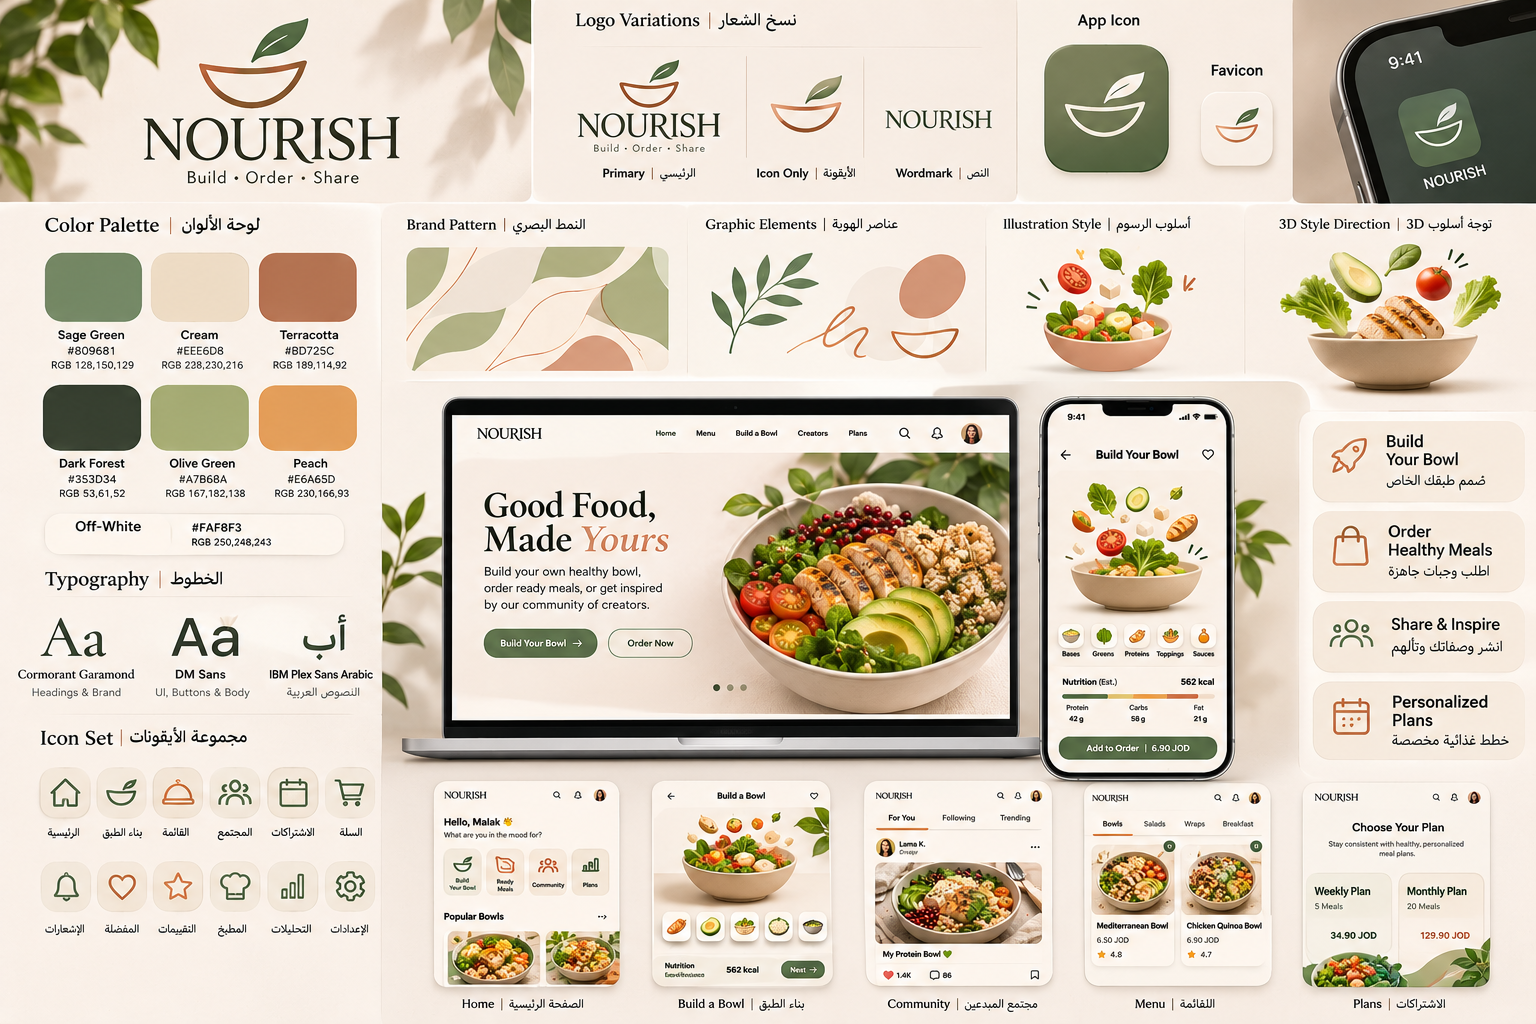 NOURISH
Build • Order • Share
Logo Variations | نسخ الشعار
NOURISH
Build • Order • Share
Primary | الرئيسي
Icon Only | الأيقونة
NOURISH
Wordmark | النص
App Icon
Favicon
9:41
NOURISH
Color Palette | لوحة الألوان
Sage Green
#809681
RGB 128,150,129
Cream
#EEE6D8
RGB 228,230,216
Terracotta
#BD725C
RGB 189,114,92
Dark Forest
#353D34
RGB 53,61,52
Olive Green
#A7B68A
RGB 167,182,138
Peach
#E6A65D
RGB 230,166,93
Off-White
#FAF8F3
RGB 250,248,243
Typography | الخطوط
Aa
Cormorant Garamond
Headings & Brand
Aa
DM Sans
UI, Buttons & Body
أب
IBM Plex Sans Arabic
النصوص العربية
Icon Set | مجموعة الأيقونات
الرئيسية
بناء الطبق
القائمة
المجتمع
الاشتراكات
السلة
الإشعارات
المفضلة
التقييمات
المطبخ
التحليلات
الإعدادات
Brand Pattern | النمط البصري
Graphic Elements | عناصر الهوية
Illustration Style | أسلوب الرسوم
3D Style Direction | توجة أسلوب 3D
NOURISH
Home
Menu
Build a Bowl
Creators
Plans
Good Food,
Made Yours
Build your own healthy bowl,
order ready meals, or get inspired
by our community of creators.
Build Your Bowl →
Order Now
9:41
Build Your Bowl
Bases
Greens
Proteins
Toppings
Sauces
Nutrition (Est.)
562 kcal
Protein
42 g
Carbs
58 g
Fat
21 g
Add to Order | 6.90 JOD
Build
Your Bowl
صُمم طبقك الخاص
Order
Healthy Meals
اطلب وجبات جاهزة
Share & Inspire
انشر وصفاتك وتألهم
Personalized
Plans
خطط غذائية مخصصة
NOURISH
Hello, Malak 👋
What are you in the mood for?
Build
Your Bowl
Ready
Meals
Community
Plans
Popular Bowls
Home | الصفحة الرئيسية
Build a Bowl
Nutrition
562 kcal
Next →
Build a Bowl | بناء الطبق
NOURISH
For You
Following
Trending
Lama K.
My Protein Bowl 💚
1.4K
86
Community | مجتمع المبدعين
NOURISH
Bowls
Salads
Wraps
Breakfast
Mediterranean Bowl
6.50 JOD
4.8
Chicken Quinoa Bowl
6.90 JOD
4.7
Menu | اللقائمة
NOURISH
Choose Your Plan
Stay consistent with healthy, personalized
meal plans.
Weekly Plan
5 Meals
34.90 JOD
Monthly Plan
20 Meals
129.90 JOD
Plans | الاشتراكات